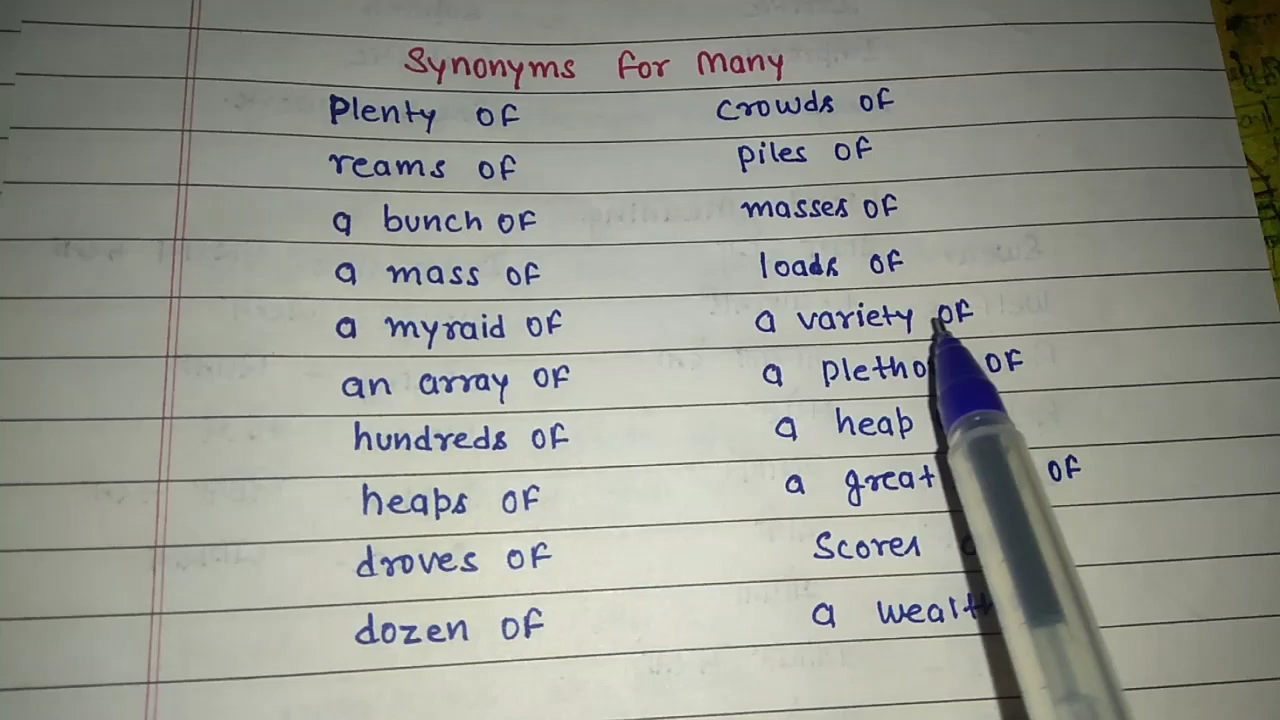 Synonyms for Many
Plenty of
reams of
a bunch of
a mass of
a myraid of
an array of
hundreds of
heaps of
droves of
dozen of
crowds of
piles of
masses of
loads of
a variety of
a of
a heap
a great of
Scores
a